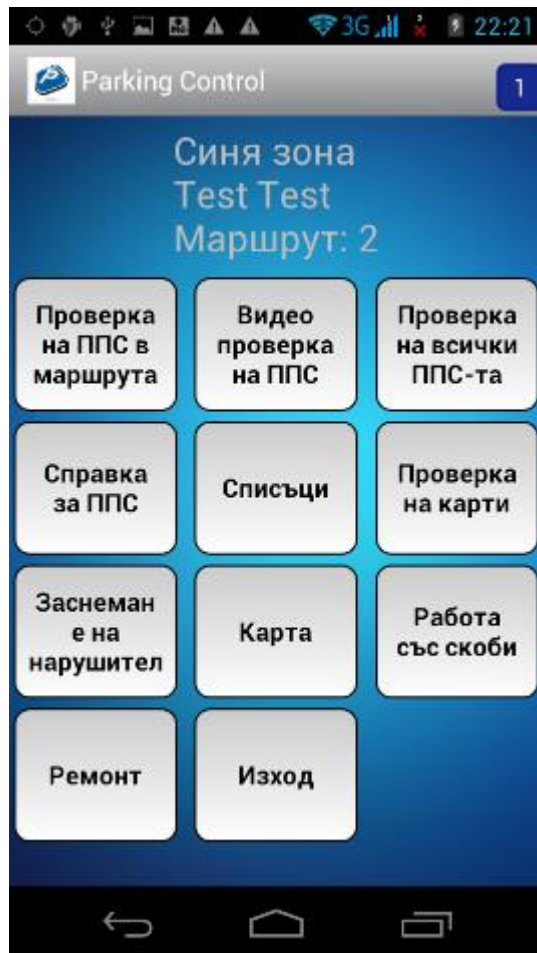 3G 22:21
Parking Control 1
Синя зона
Test Test
Маршрут: 2
Проверка
на ППС в
маршрута
Видео
проверка
на ППС
Проверка
на всички
ППС-та
Справка
за ППС
Списъци
Проверка
на карти
Заснеман
е на
нарушител
Карта
Работа
със скоби
Ремонт
Изход